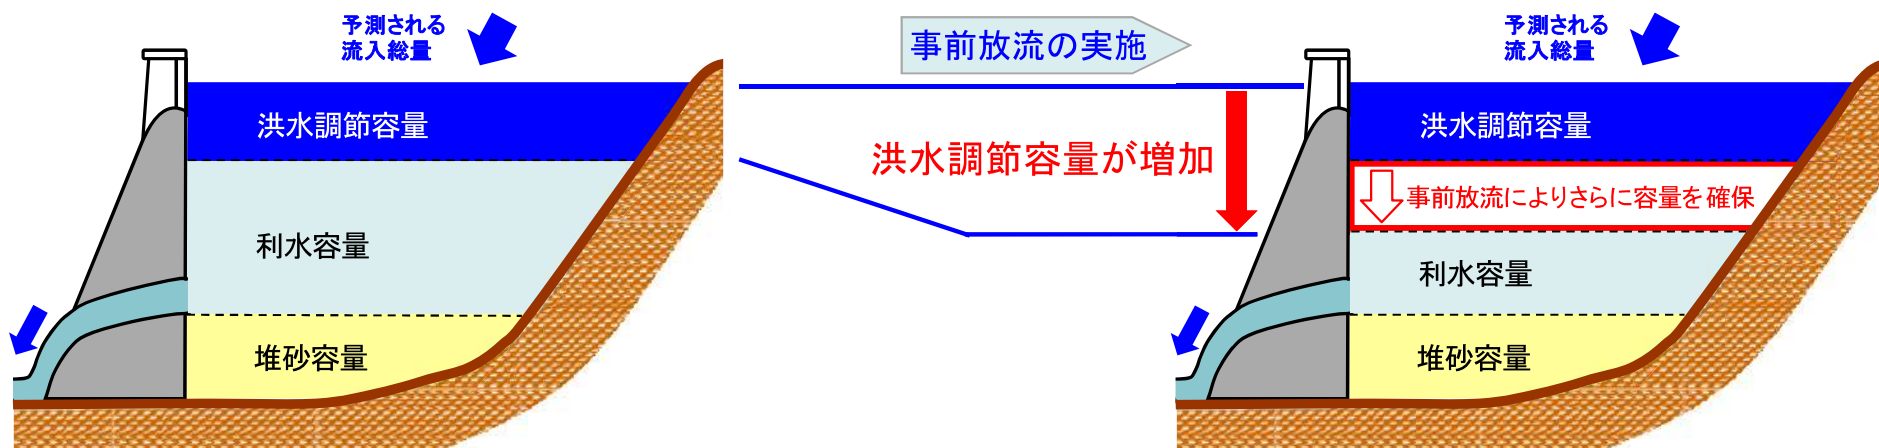 予測される
流入総量
洪水調節容量
利水容量
堆砂容量
事前放流の実施
洪水調節容量が増加
予測される
流入総量
洪水調節容量
事前放流によりさらに容量を確保
利水容量
堆砂容量